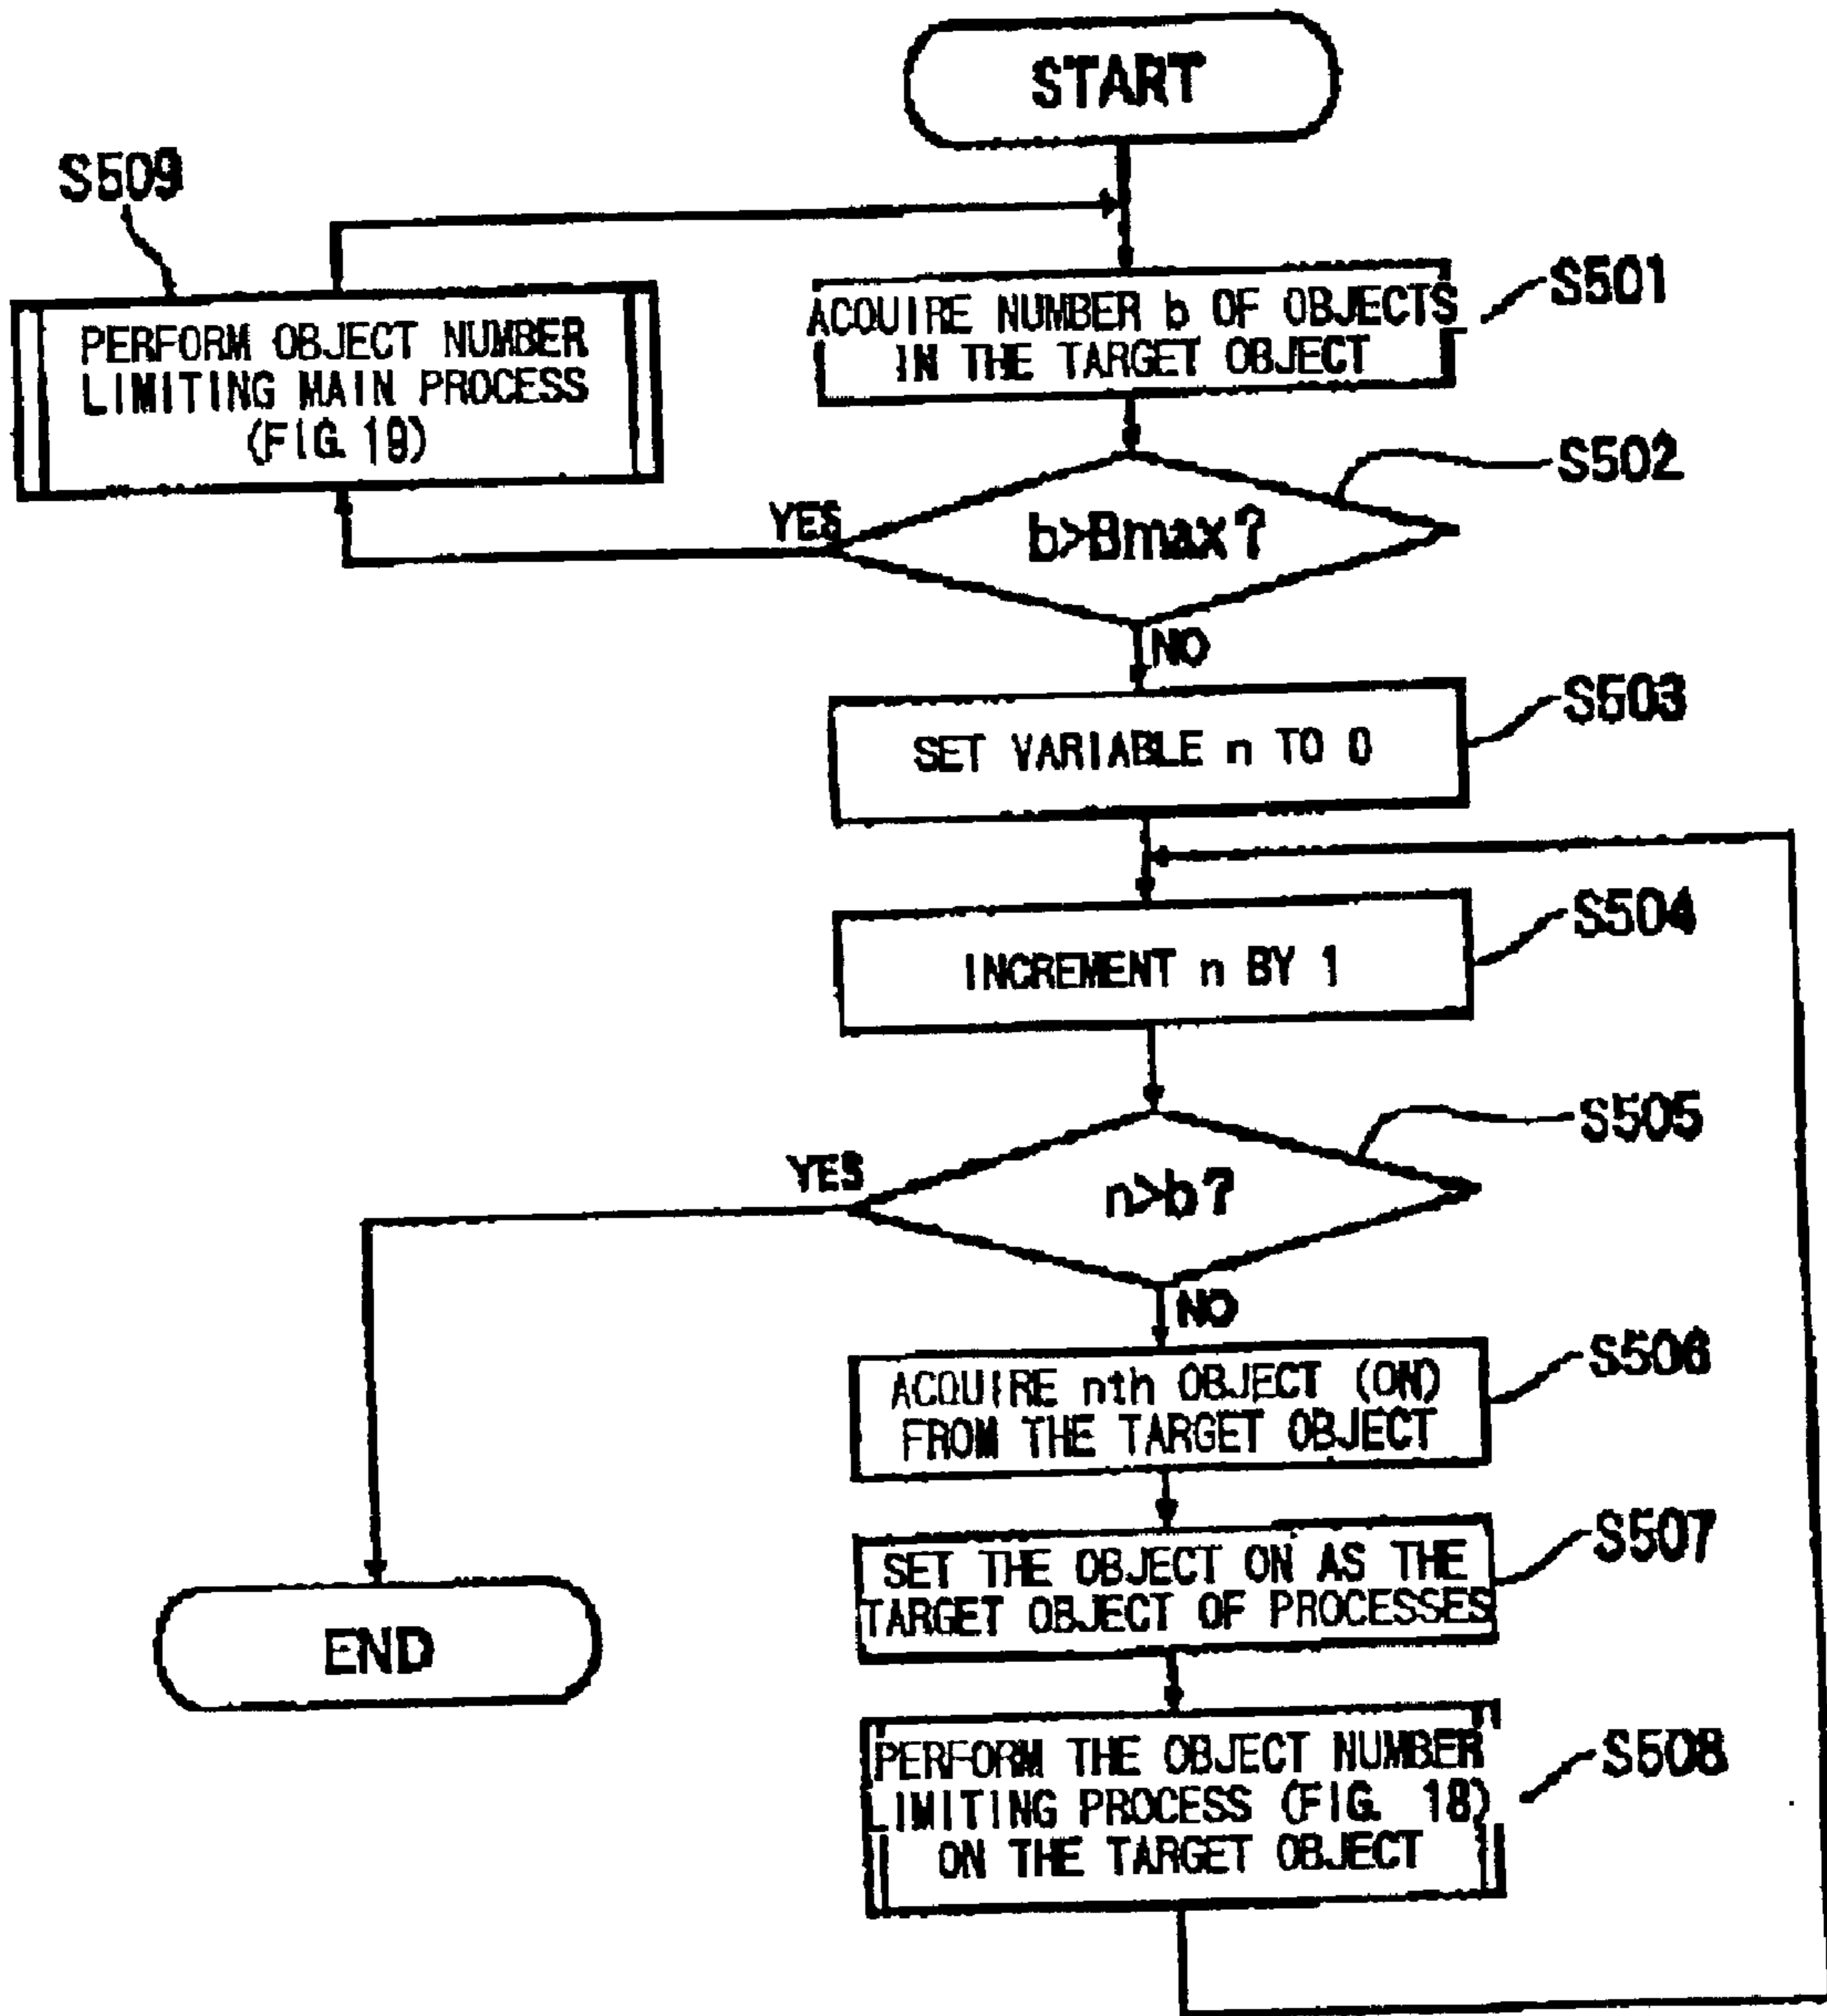 START
S509
PERFORM OBJECT NUMBER
LIMITING MAIN PROCESS
(FIG. 19)
ACQUIRE NUMBER b OF OBJECTS
IN THE TARGET OBJECT
S501
S502
YES
b>Bmax?
NO
SET VARIABLE n TO 0
S503
INCREMENT n BY 1
S504
S505
YES
n>b?
NO
ACQUIRE nth OBJECT (ON)
FROM THE TARGET OBJECT
S506
SET THE OBJECT ON AS THE
TARGET OBJECT OF PROCESSES
S507
END
PERFORM THE OBJECT NUMBER
LIMITING PROCESS (FIG. 18)
ON THE TARGET OBJECT
S508